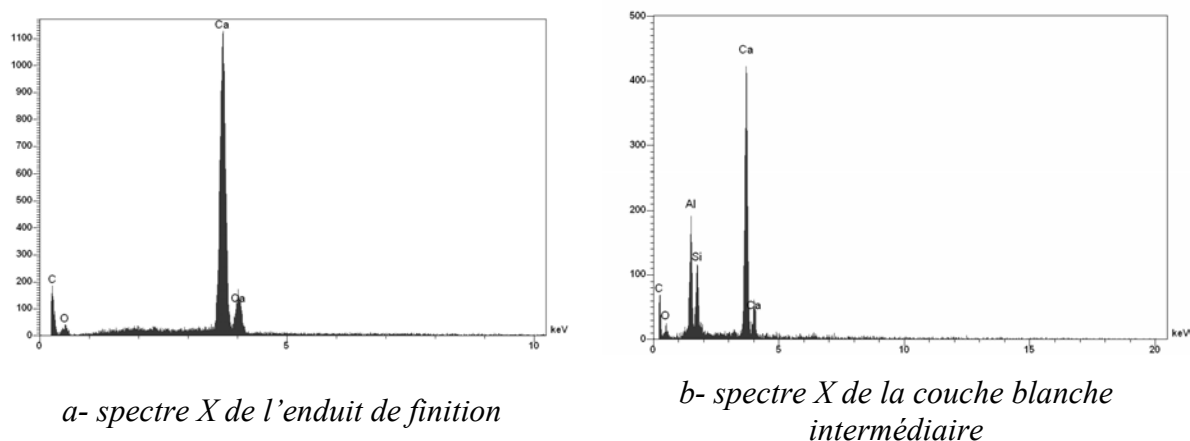 Ca
1100
1000
900
800
700
600
500
400
300
200
100
0
C
O
Ca
keV
0
5
10
a- spectre X de l’enduit de finition
500
400
300
200
100
0
Ca
Al
Si
C
O
Ca
keV
0
5
10
15
20
b- spectre X de la couche blanche
intermédiaire